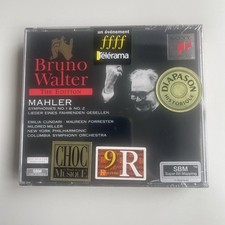 un événement
ffff
Télérama
Bruno
Walter
THE EDITION
MAHLER
SYMPHONIES NO.1 & NO.2
LIEDER EINES FAHRENDEN GESELLEN
EMILIA CUNDARI · MAUREEN FORRESTER
MILDRED MILLER
NEW YORK PHILHARMONIC
COLUMBIA SYMPHONY ORCHESTRA
DIAPASON
HISTORIQUE
CHOC
MUSIQUE
9
R
SBM